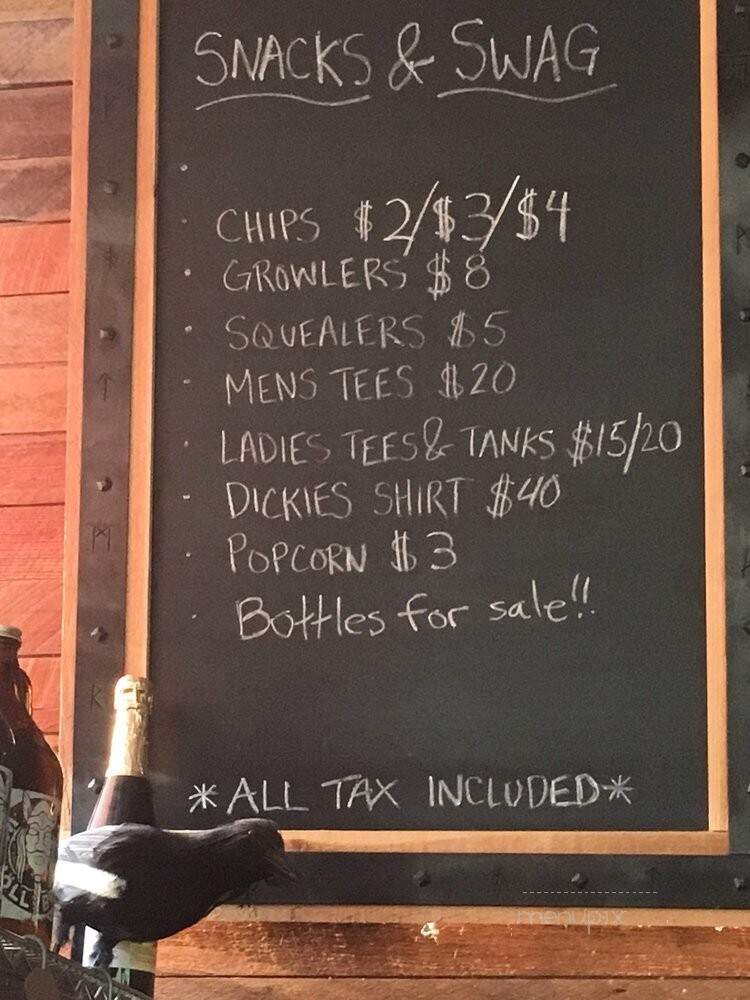 SNACKS & SWAG
CHIPS $2/$3/$4
GROWLERS $8
SQUEALERS $5
MENS TEES $20
LADIES TEES & TANKS $15/20
DICKIES SHIRT $40
POPCORN $3
Bottles for sale!!
*ALL TAX INCLUDED*
menupix